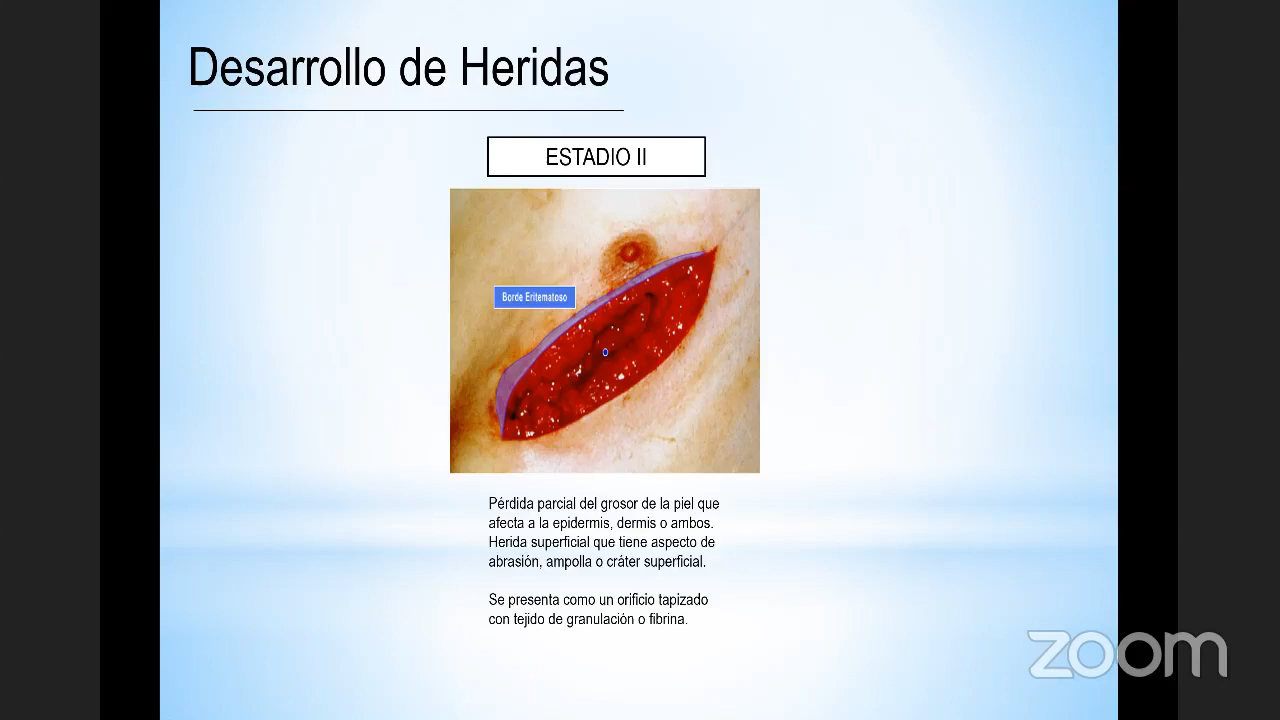 Desarrollo de Heridas
ESTADIO II
Borde Eritematoso
Pérdida parcial del grosor de la piel que
afecta a la epidermis, dermis o ambos.
Herida superficial que tiene aspecto de
abrasión, ampolla o cráter superficial.
Se presenta como un orificio tapizado
con tejido de granulación o fibrina.
zoom